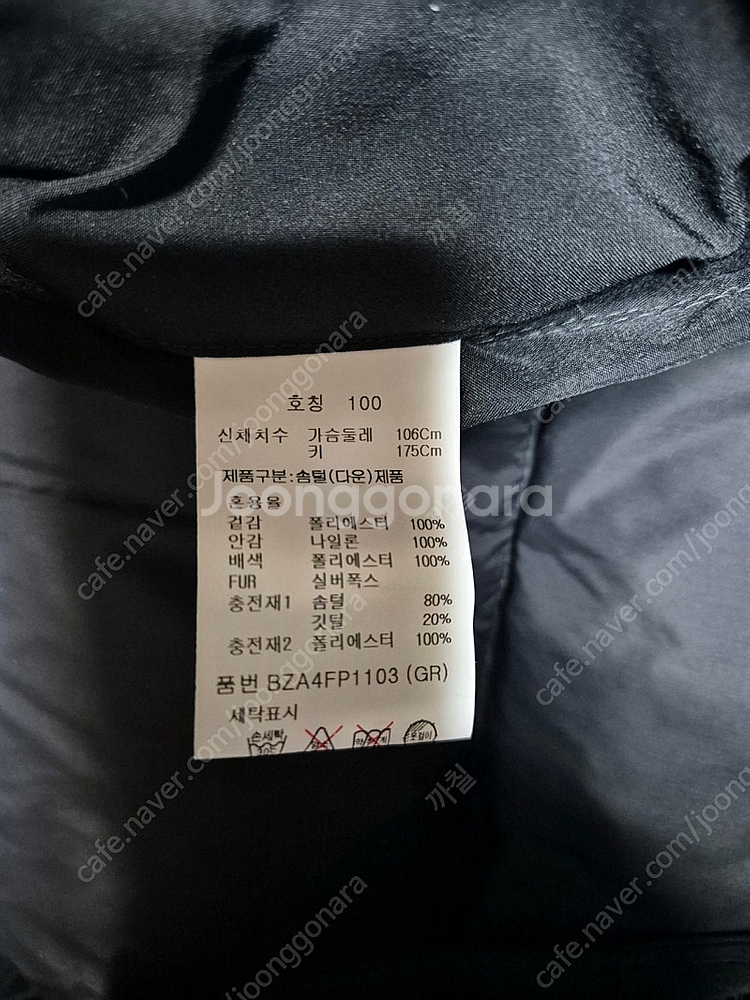 호칭 100
신체치수 가슴둘레 106Cm
키 175Cm
제품구분:솜털(다운)제품
혼용율
겉감 폴리에스터 100%
안감 나일론 100%
배색 폴리에스터 100%
FUR 실버폭스
충전재1 솜털 80%
깃털 20%
충전재2 폴리에스터 100%
품번 BZA4FP1103 (GR)
세탁표시
손세탁
옷걸이
Joonggonara
cafe.naver.com/joonggonara
까칠